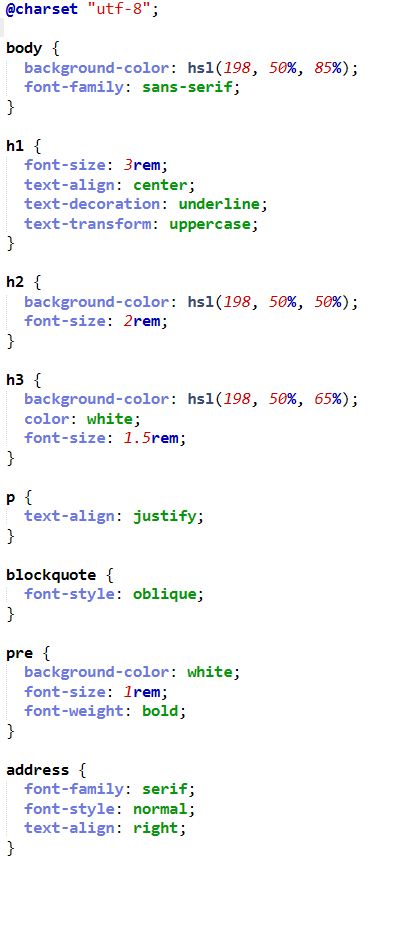 @charset "utf-8";
body {
background-color: hsl(198, 50%, 85%);
font-family: sans-serif;
}
h1 {
font-size: 3rem;
text-align: center;
text-decoration: underline;
text-transform: uppercase;
}
h2 {
background-color: hsl(198, 50%, 50%);
font-size: 2rem;
}
h3 {
background-color: hsl(198, 50%, 65%);
color: white;
font-size: 1.5rem;
}
p {
text-align: justify;
}
blockquote {
font-style: oblique;
}
pre {
background-color: white;
font-size: 1rem;
font-weight: bold;
}
address {
font-family: serif;
font-style: normal;
text-align: right;
}